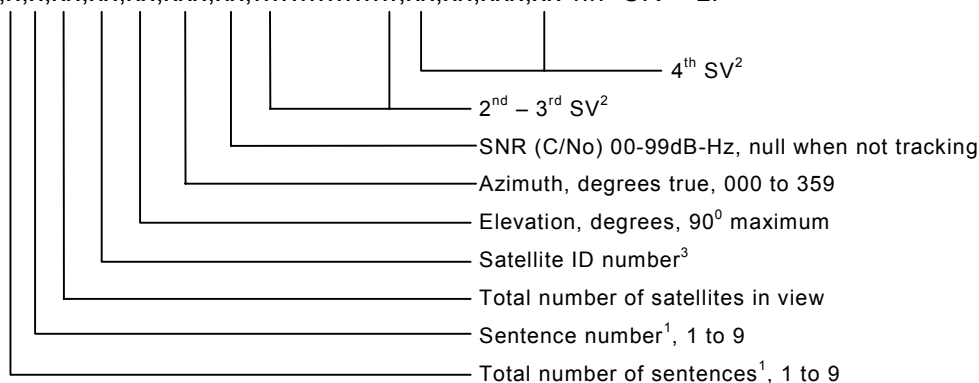 4th SV2
2nd – 3rd SV2
SNR (C/No) 00-99dB-Hz, null when not tracking
Azimuth, degrees true, 000 to 359
Elevation, degrees, 900 maximum
Satellite ID number3
Total number of satellites in view
Sentence number1, 1 to 9
Total number of sentences1, 1 to 9